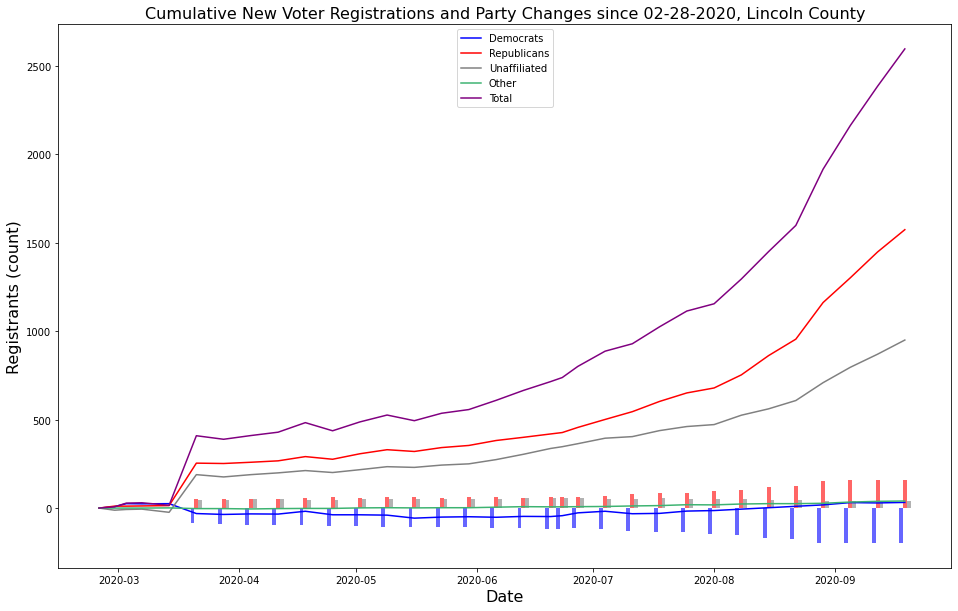 Cumulative New Voter Registrations and Party Changes since 02-28-2020, Lincoln County
Democrats
Republicans
Unaffiliated
Other
Total
Registrants (count)
2500
2000
1500
1000
500
0
2020-03 2020-04 2020-05 2020-06 2020-07 2020-08 2020-09
Date